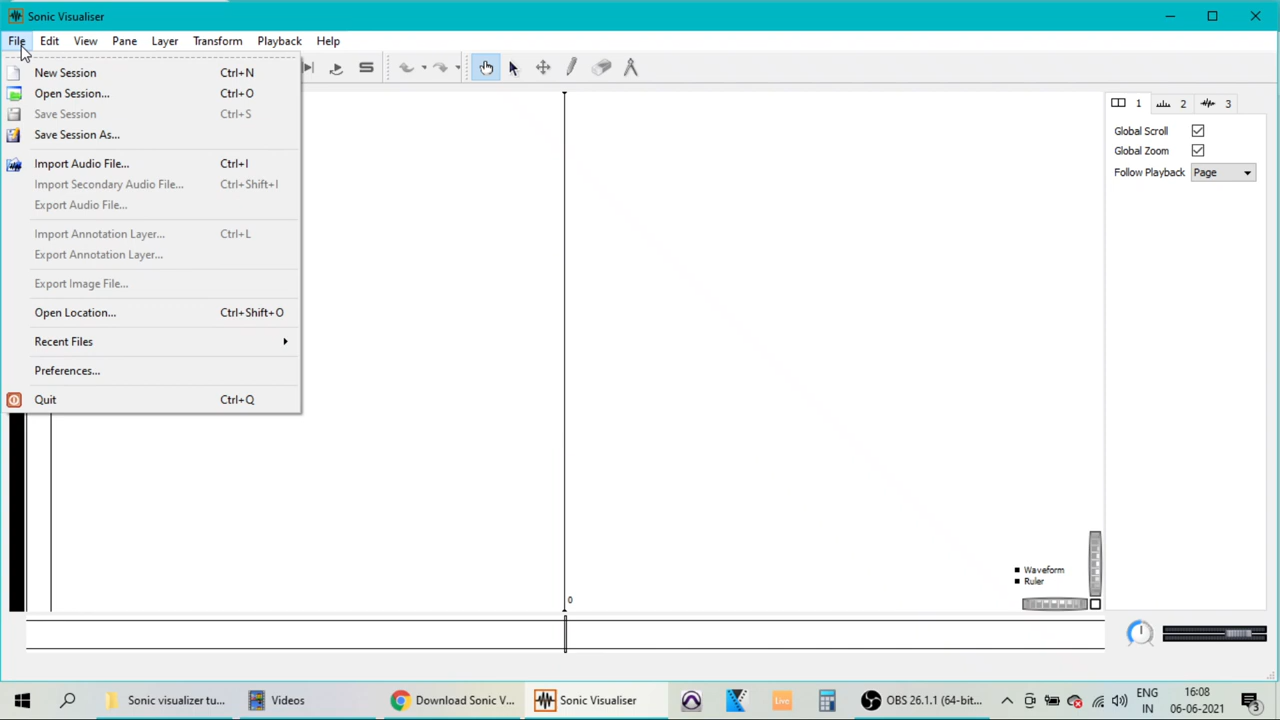 Sonic Visualiser
File Edit View Pane Layer Transform Playback Help
New Session Ctrl+N
Open Session... Ctrl+O
Save Session Ctrl+S
Save Session As...
Import Audio File... Ctrl+I
Import Secondary Audio File... Ctrl+Shift+I
Export Audio File...
Import Annotation Layer... Ctrl+L
Export Annotation Layer...
Export Image File...
Open Location... Ctrl+Shift+O
Recent Files
Preferences...
Quit Ctrl+Q
1 2 3
Global Scroll
Global Zoom
Follow Playback Page
Waveform
Ruler
0
Sonic visualizer tu... Videos Download Sonic V... Sonic Visualiser Live OBS 26.1.1 (64-bit... ENG 16:08
IN 06-06-2021 3